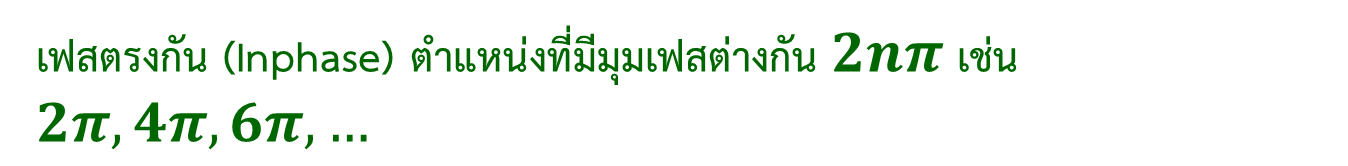 เฟสตรงกัน (Inphase) ตำแหน่งที่มีมุมเฟสต่างกัน 2nπ เช่น
2π, 4π, 6π, ...